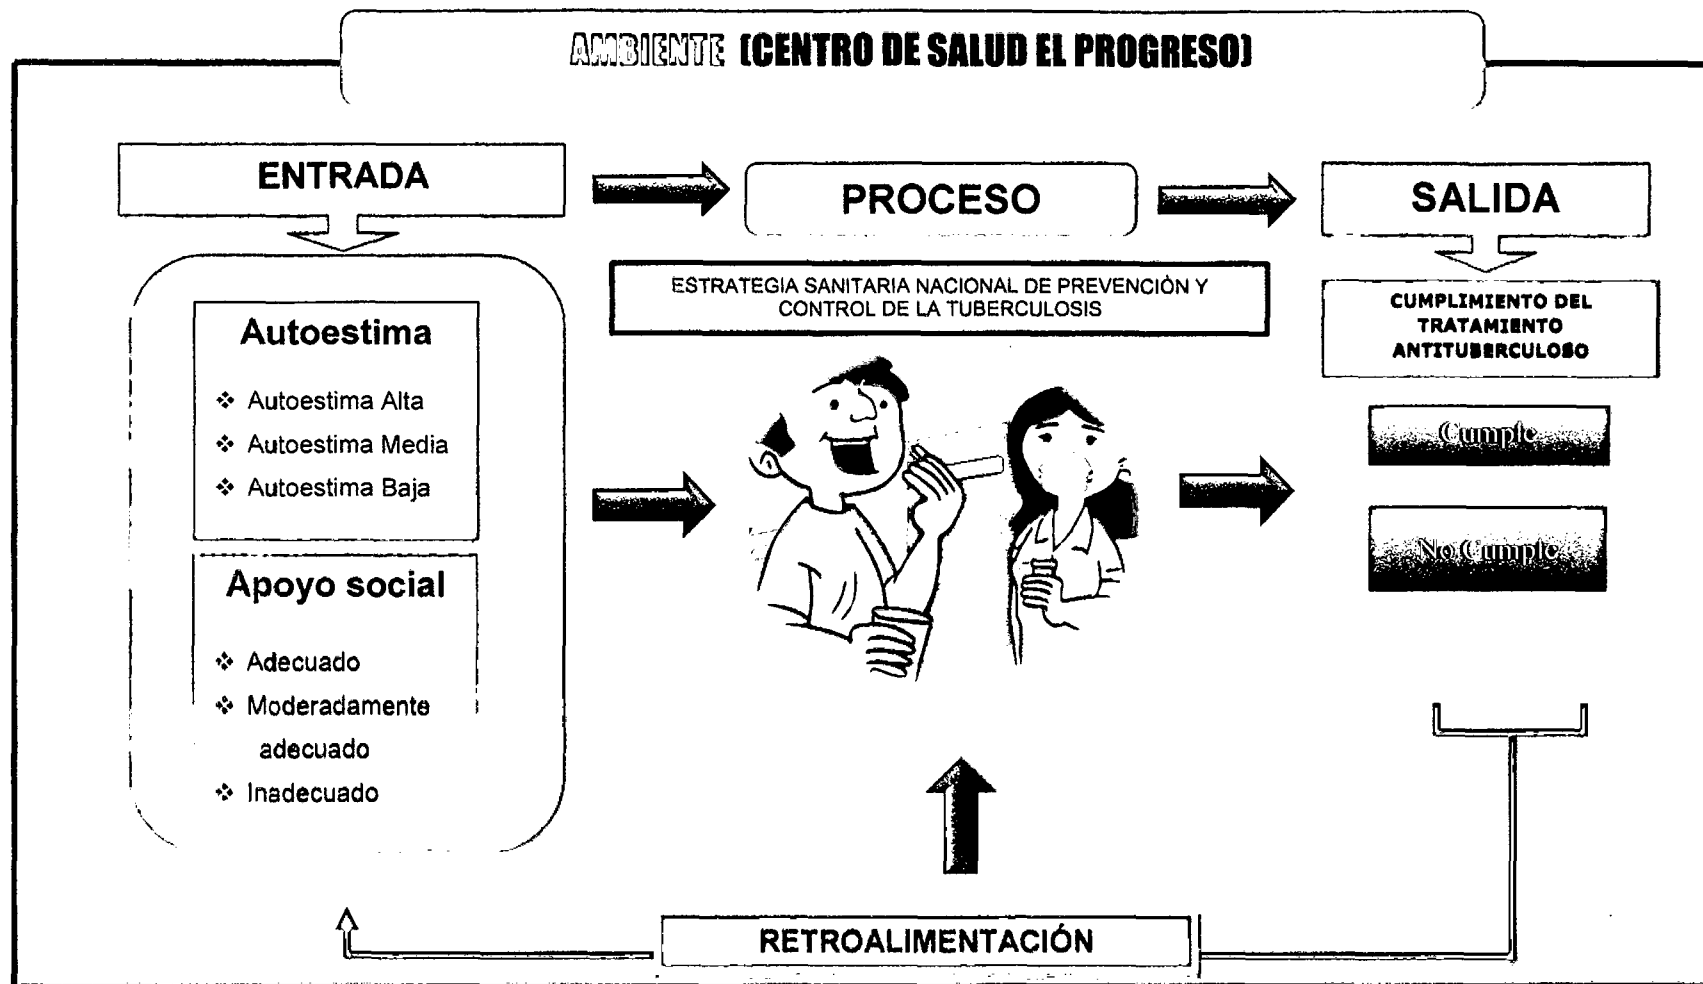 AMBIENTE (CENTRO DE SALUD EL PROGRESO)
ENTRADA
PROCESO
SALIDA
ESTRATEGIA SANITARIA NACIONAL DE PREVENCIÓN Y
CONTROL DE LA TUBERCULOSIS
CUMPLIMIENTO DEL
TRATAMIENTO
ANTITUBERCULOSO
Autoestima
❖ Autoestima Alta
❖ Autoestima Media
❖ Autoestima Baja
Cumple
No Cumple
Apoyo social
❖ Adecuado
❖ Moderadamente
adecuado
❖ Inadecuado
RETROALIMENTACIÓN